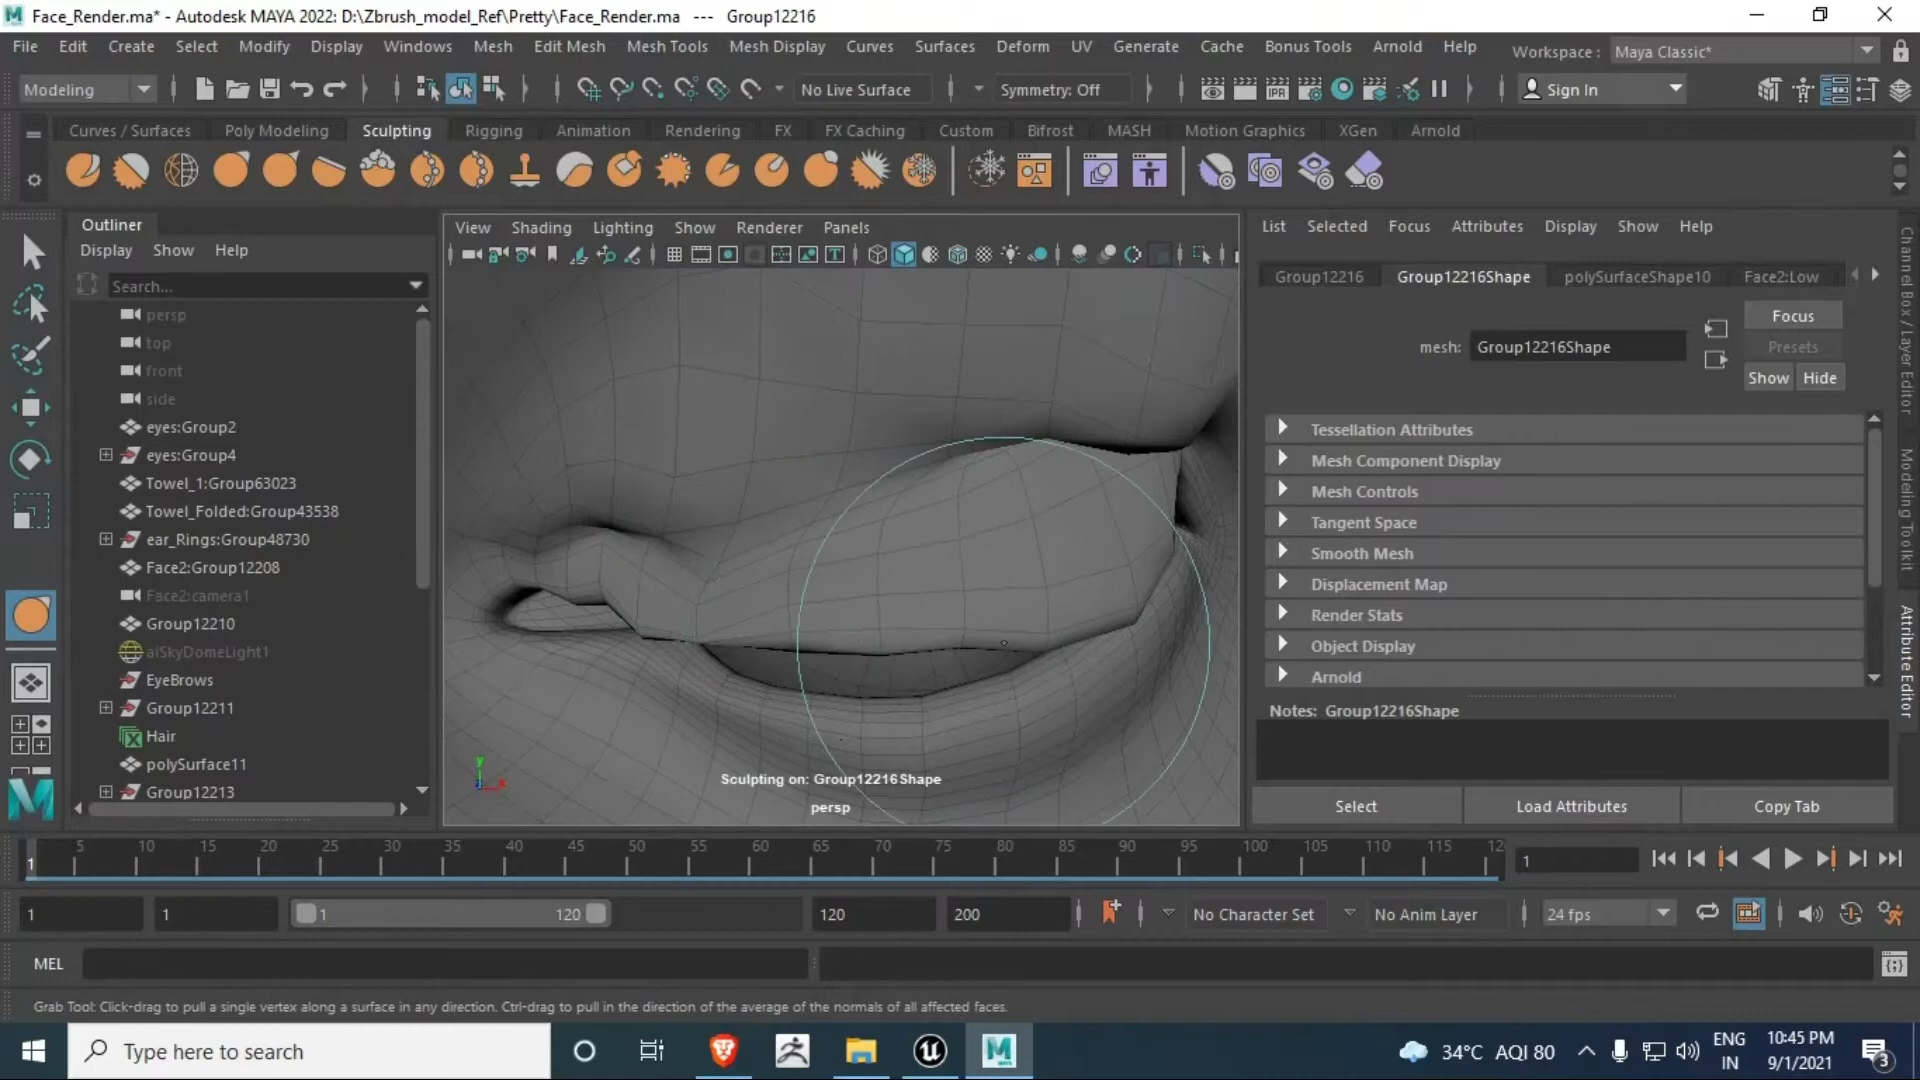 Face_Render.ma* - Autodesk MAYA 2022: D:\Zbrush_model_Ref\Pretty\Face_Render.ma --- Group12216
File Edit Create Select Modify Display Windows Mesh Edit Mesh Mesh Tools Mesh Display Curves Surfaces Deform UV Generate Cache Bonus Tools Arnold Help Workspace : Maya Classic*
Modeling No Live Surface Symmetry: Off IPR Sign In
Curves / Surfaces Poly Modeling Sculpting Rigging Animation Rendering FX FX Caching Custom Bifrost MASH Motion Graphics XGen Arnold
Outliner
Display Show Help
Search...
persp
top
front
side
eyes:Group2
eyes:Group4
Towel_1:Group63023
Towel_Folded:Group43538
ear_Rings:Group48730
Face2:Group12208
Face2:camera1
Group12210
aiSkyDomeLight1
EyeBrows
Group12211
Hair
polySurface11
Group12213
View Shading Lighting Show Renderer Panels
Sculpting on: Group12216Shape
persp
y
x
List Selected Focus Attributes Display Show Help
Group12216 Group12216Shape polySurfaceShape10 Face2:Low
mesh: Group12216Shape
Focus
Presets
Show Hide
Tessellation Attributes
Mesh Component Display
Mesh Controls
Tangent Space
Smooth Mesh
Displacement Map
Render Stats
Object Display
Arnold
Notes: Group12216Shape
Select Load Attributes Copy Tab
Channel Box / Layer Editor
Modeling Toolkit
Attribute Editor
1 5 10 15 20 25 30 35 40 45 50 55 60 65 70 75 80 85 90 95 100 105 110 115 12 1
1 1 1 120 120 200 No Character Set No Anim Layer 24 fps
MEL
Grab Tool: Click-drag to pull a single vertex along a surface in any direction. Ctrl-drag to pull in the direction of the average of the normals of all affected faces.
Type here to search
34°C AQI 80
ENG
IN
10:45 PM
9/1/2021
3